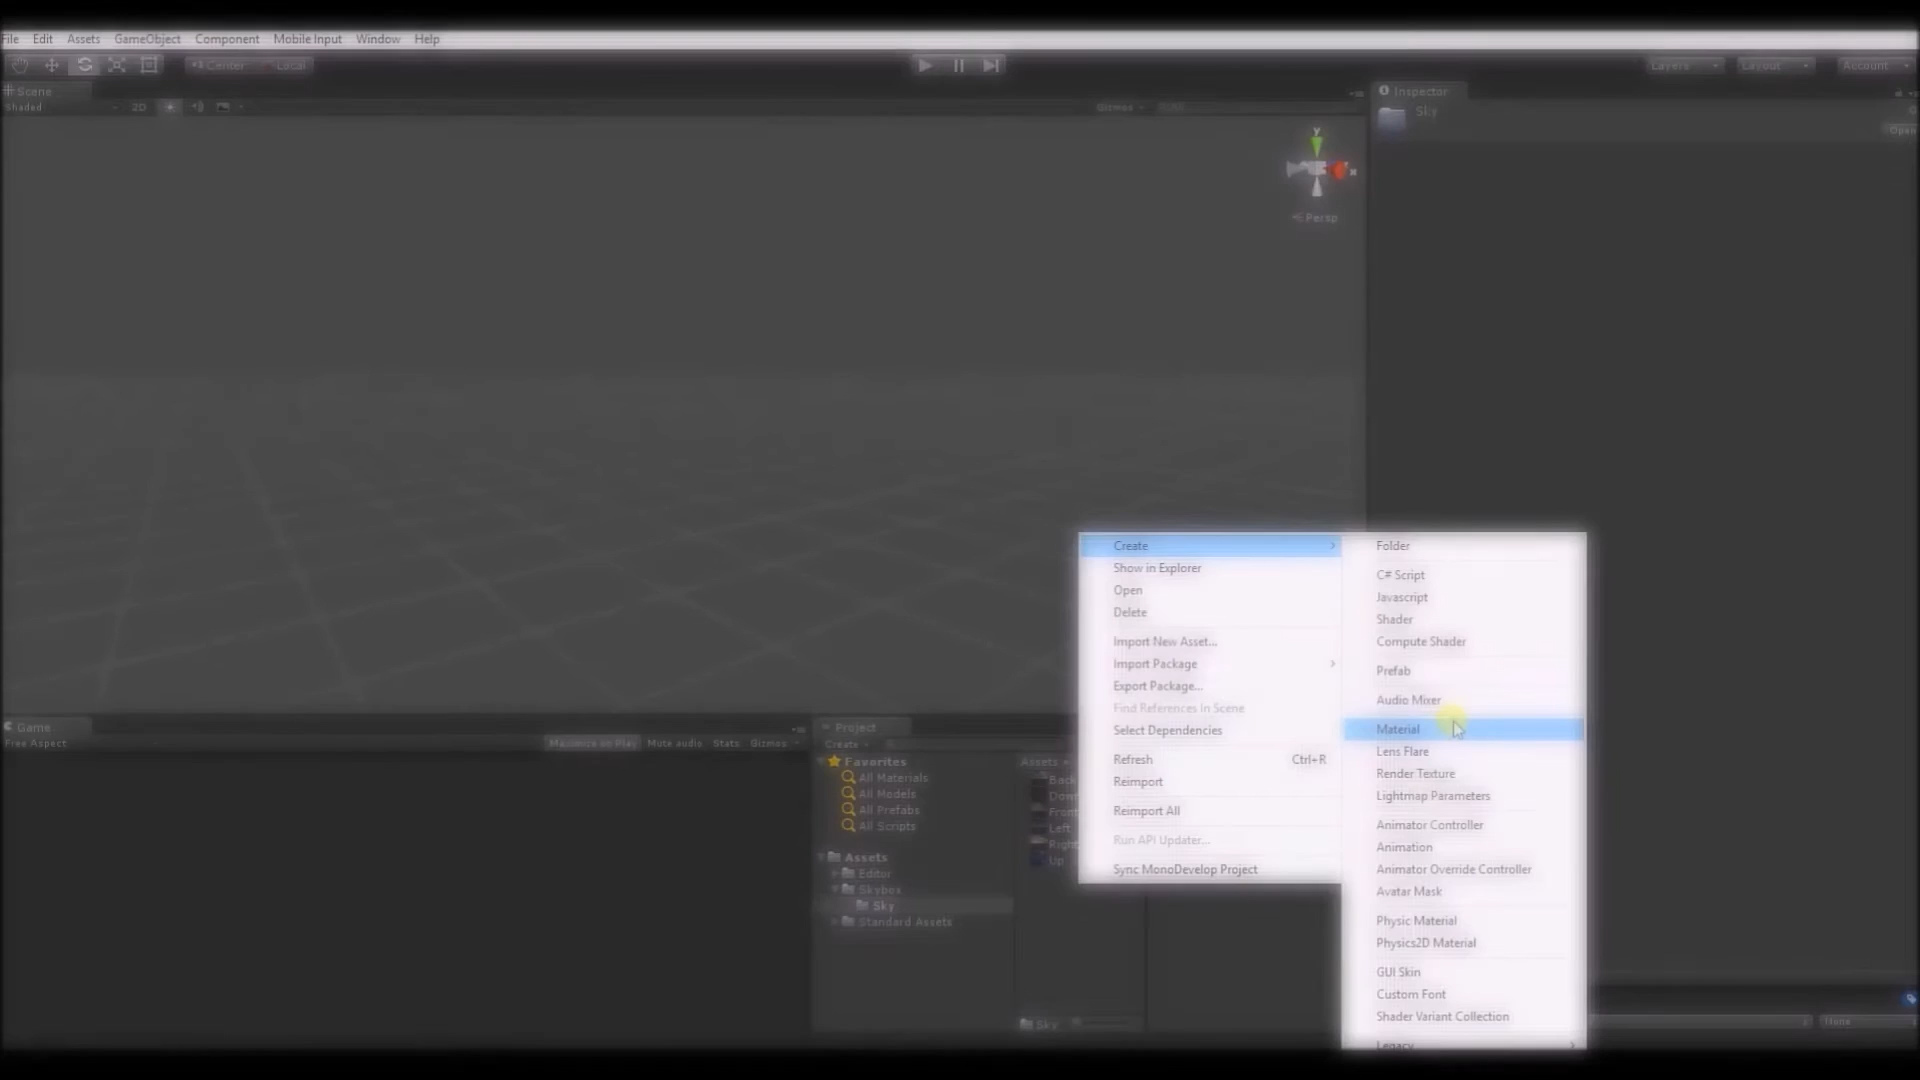 File Edit Assets GameObject Component Mobile Input Window Help
Center Local
Layers Layout Account
Scene
Shaded 2D Gizmos
y
x
Persp
Inspector
Sky
Open
Create
Show in Explorer
Open
Delete
Import New Asset...
Import Package
Export Package...
Find References In Scene
Select Dependencies
Refresh Ctrl+R
Reimport
Reimport All
Run API Updater...
Sync MonoDevelop Project
Folder
C# Script
Javascript
Shader
Compute Shader
Prefab
Audio Mixer
Material
Lens Flare
Render Texture
Lightmap Parameters
Animator Controller
Animation
Animator Override Controller
Avatar Mask
Physic Material
Physics2D Material
GUI Skin
Custom Font
Shader Variant Collection
Legacy
Game
Free Aspect Maximize on Play Mute audio Stats Gizmos
Project
Create
Favorites
All Materials
All Models
All Prefabs
All Scripts
Assets
Editor
Skybox
Sky
Standard Assets
Assets
Back
Down
Front
Left
Right
Up
Sky
None